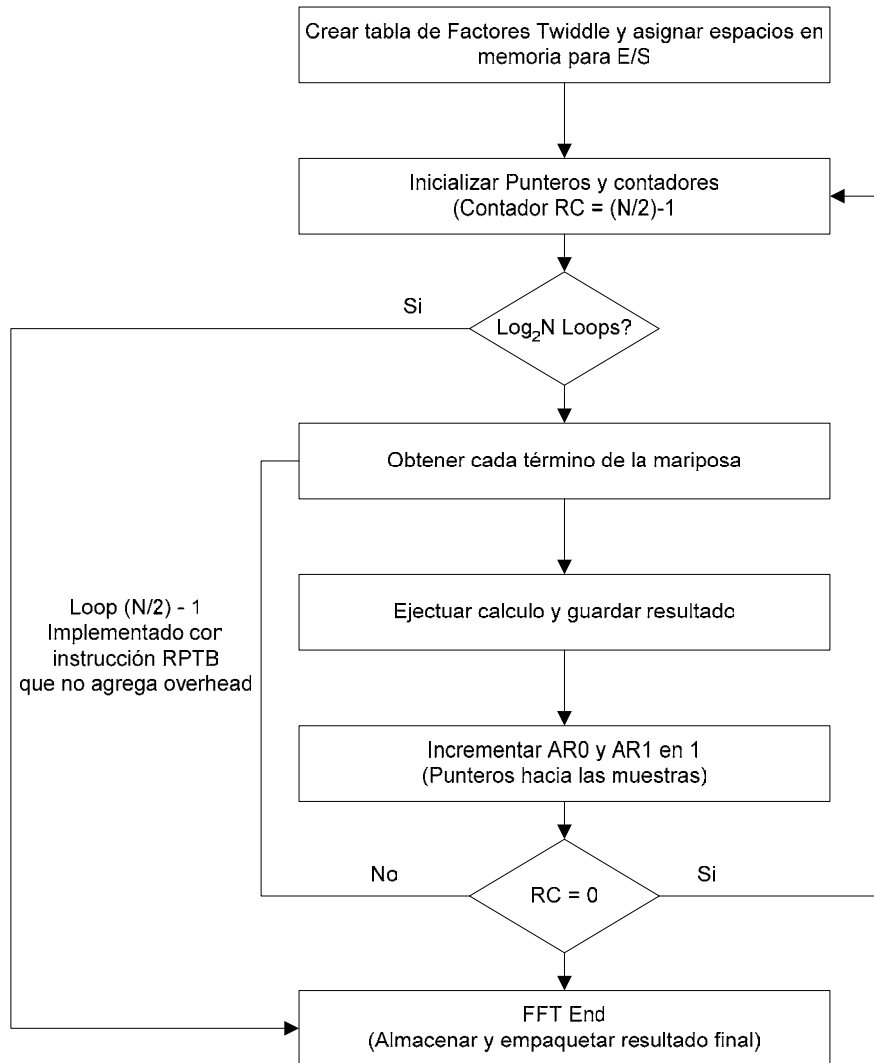 Crear tabla de Factores Twiddle y asignar espacios en
memoria para E/S
Inicializar Punteros y contadores
(Contador RC = (N/2)-1
Si
Log₂N Loops?
Obtener cada término de la mariposa
Loop (N/2) - 1
Implementado con
instrucción RPTB
que no agrega overhead
Ejectuar calculo y guardar resultado
Incrementar AR0 y AR1 en 1
(Punteros hacia las muestras)
No
RC = 0
Si
FFT End
(Almacenar y empaquetar resultado final)